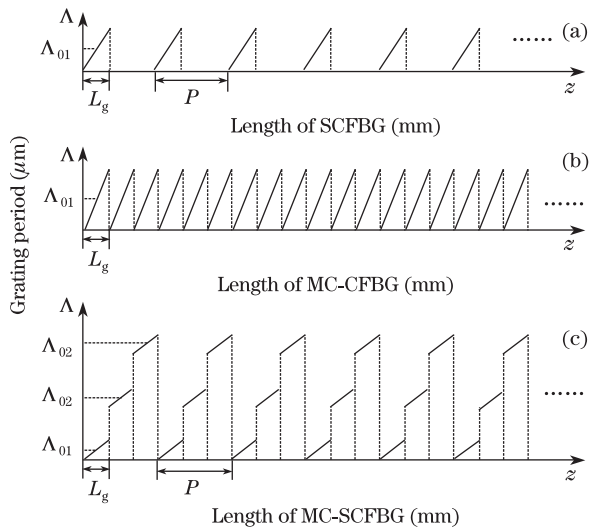 Λ
(a)
Λ01
Lg
P
z
Length of SCFBG (mm)
Grating period (μm)
Λ
(b)
Λ01
......
Lg
z
Length of MC-CFBG (mm)
Λ
(c)
Λ02
Λ02
......
Λ01
Lg
P
z
Length of MC-SCFBG (mm)